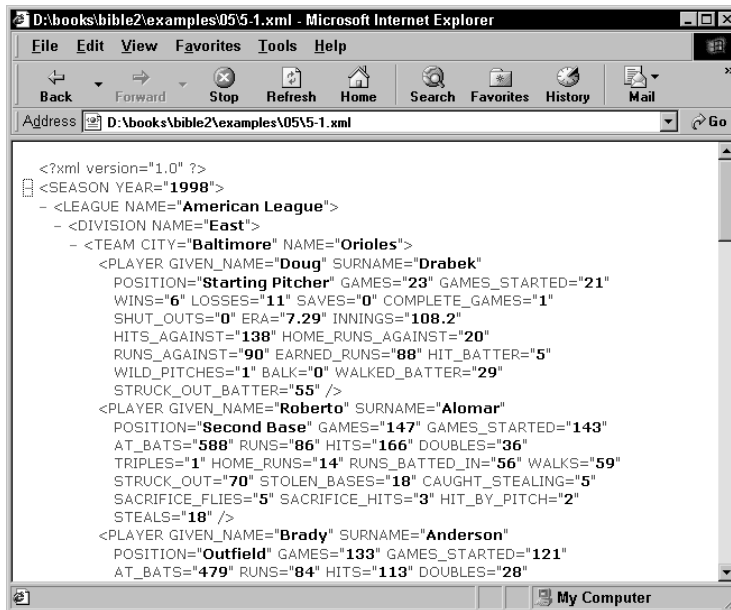 D:\books\bible2\examples\05\5-1.xml - Microsoft Internet Explorer
File Edit View Favorites Tools Help
Back Forward Stop Refresh Home Search Favorites History Mail »
Address D:\books\bible2\examples\05\5-1.xml Go
<?xml version="1.0" ?>
- <SEASON YEAR="1998">
- <LEAGUE NAME="American League">
- <DIVISION NAME="East">
- <TEAM CITY="Baltimore" NAME="Orioles">
<PLAYER GIVEN_NAME="Doug" SURNAME="Drabek"
POSITION="Starting Pitcher" GAMES="23" GAMES_STARTED="21"
WINS="6" LOSSES="11" SAVES="0" COMPLETE_GAMES="1"
SHUT_OUTS="0" ERA="7.29" INNINGS="108.2"
HITS_AGAINST="138" HOME_RUNS_AGAINST="20"
RUNS_AGAINST="90" EARNED_RUNS="88" HIT_BATTER="5"
WILD_PITCHES="1" BALK="0" WALKED_BATTER="29"
STRUCK_OUT_BATTER="55" />
<PLAYER GIVEN_NAME="Roberto" SURNAME="Alomar"
POSITION="Second Base" GAMES="147" GAMES_STARTED="143"
AT_BATS="588" RUNS="86" HITS="166" DOUBLES="36"
TRIPLES="1" HOME_RUNS="14" RUNS_BATTED_IN="56" WALKS="59"
STRUCK_OUT="70" STOLEN_BASES="18" CAUGHT_STEALING="5"
SACRIFICE_FLIES="5" SACRIFICE_HITS="3" HIT_BY_PITCH="2"
STEALS="18" />
<PLAYER GIVEN_NAME="Brady" SURNAME="Anderson"
POSITION="Outfield" GAMES="133" GAMES_STARTED="121"
AT_BATS="479" RUNS="84" HITS="113" DOUBLES="28"
My Computer